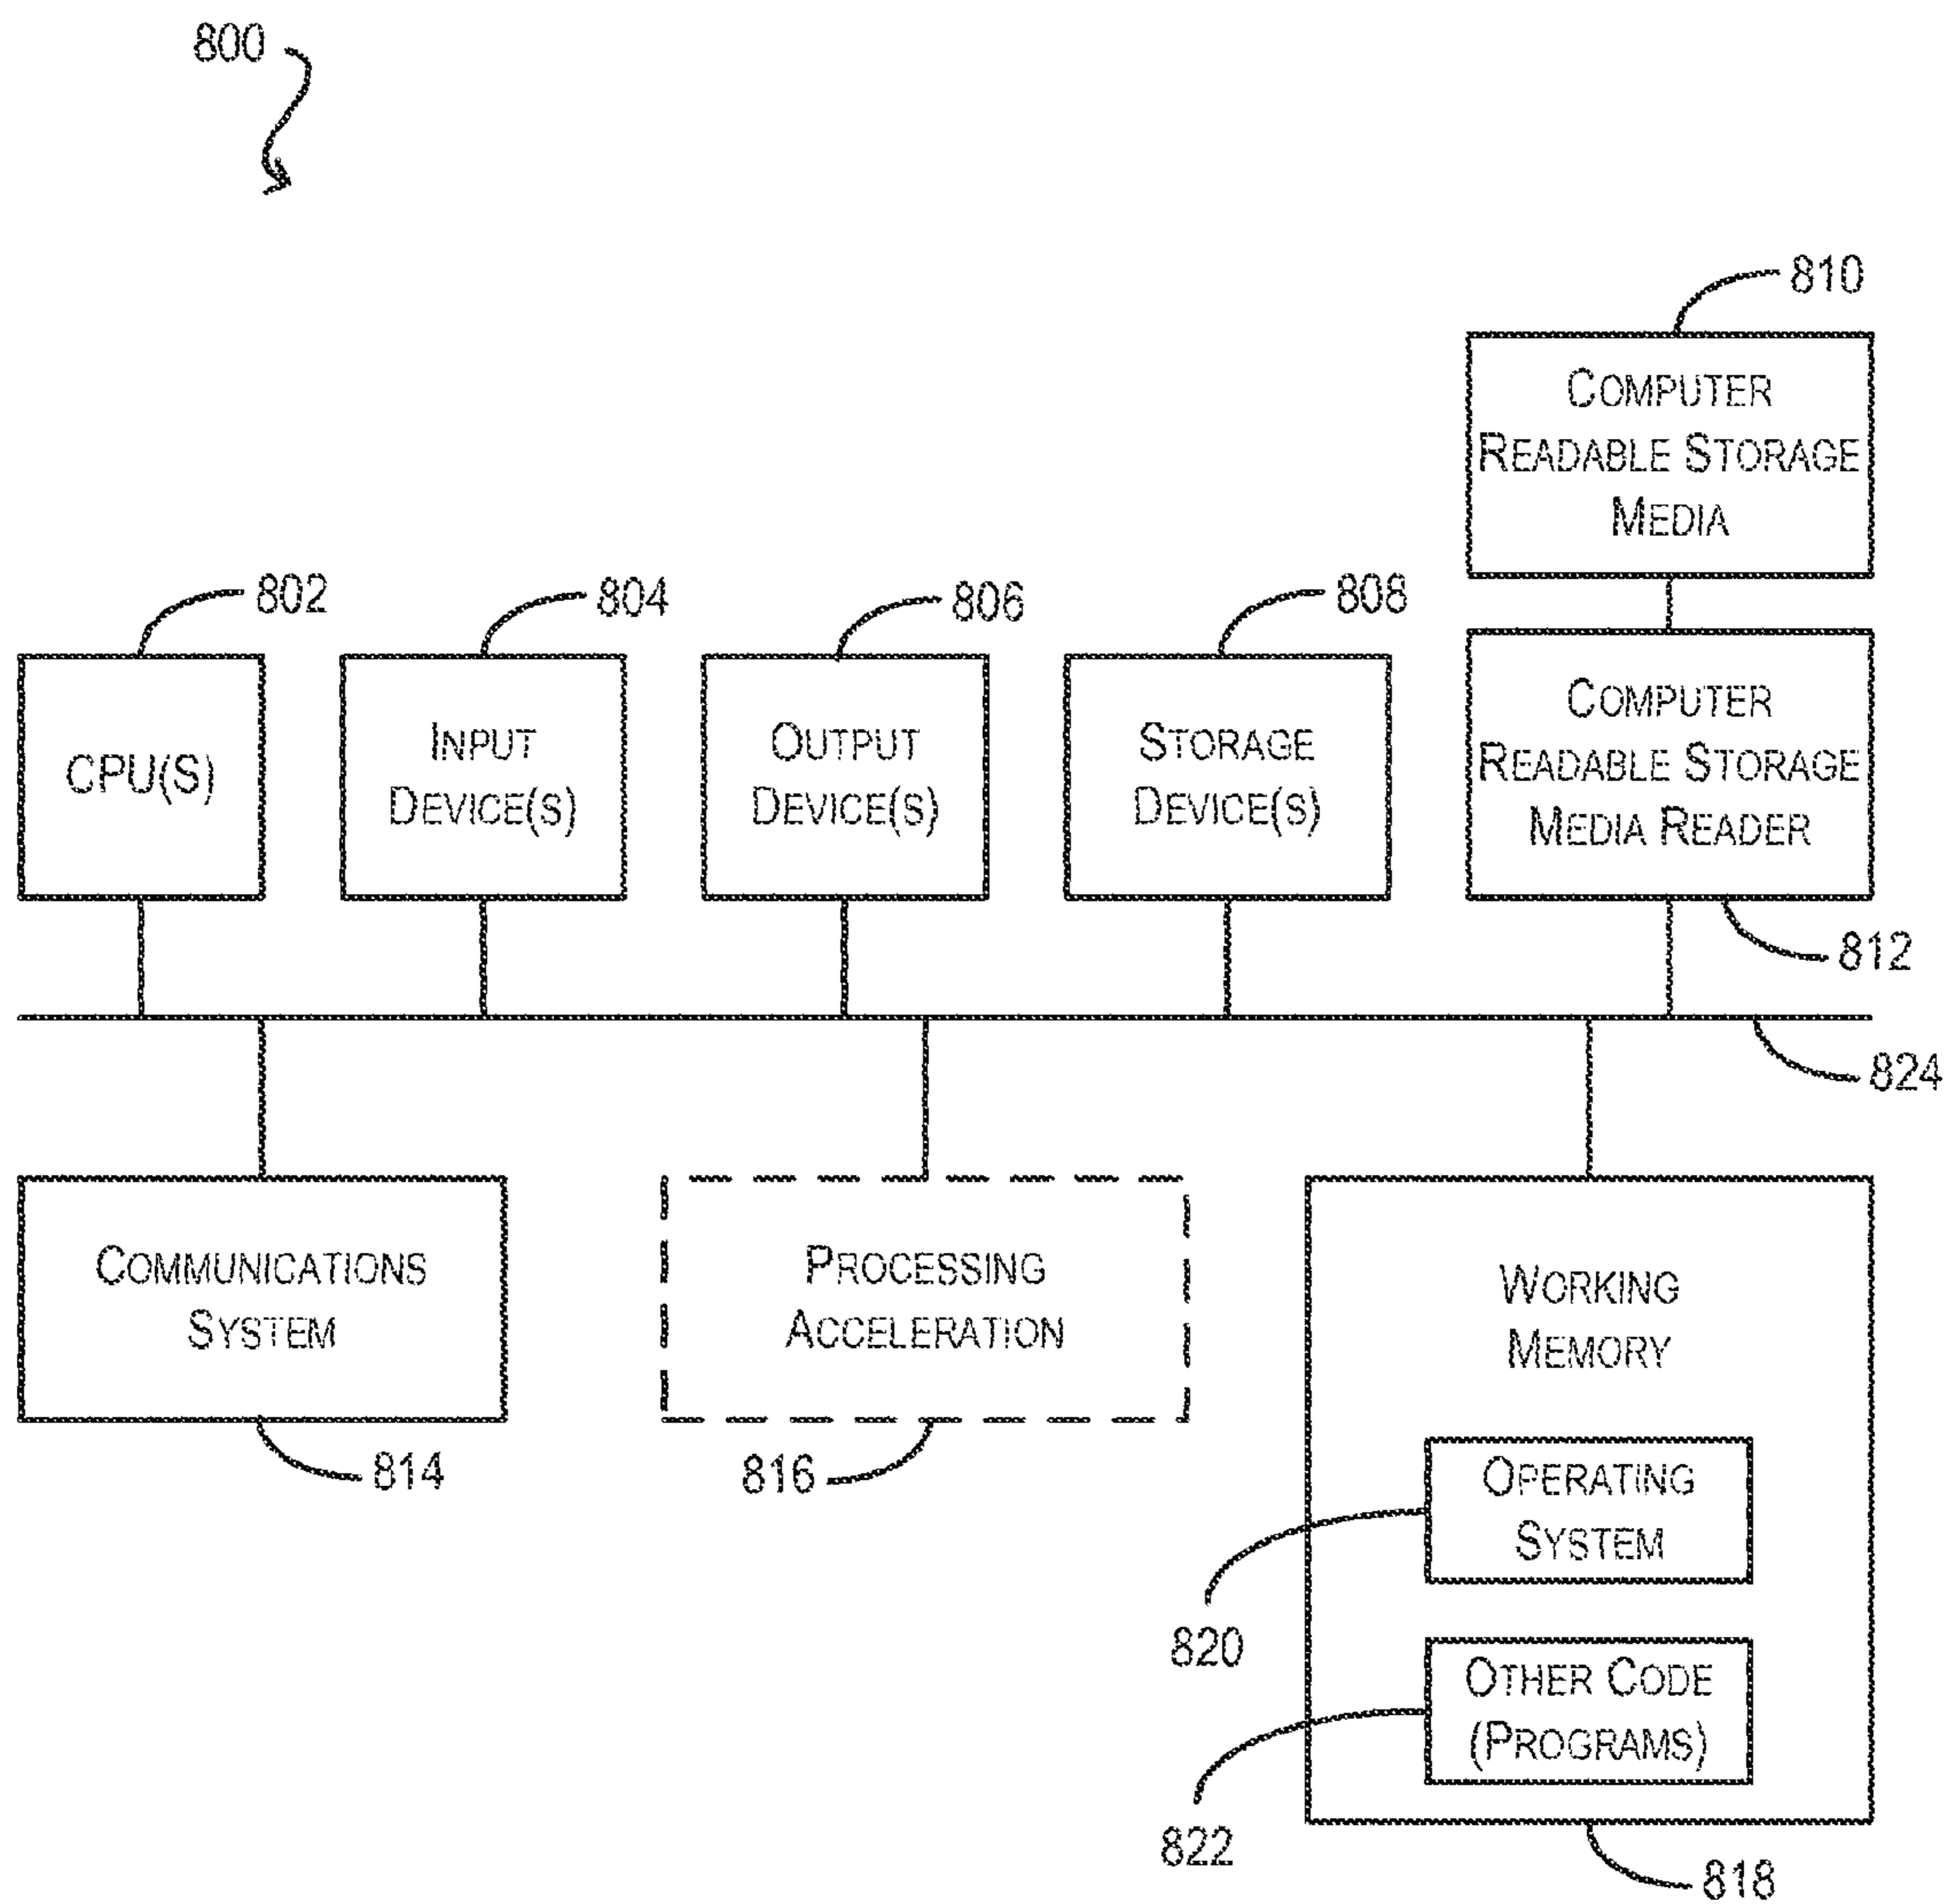 800
810
COMPUTER
READABLE STORAGE
MEDIA
802
804
806
808
CPU(S)
INPUT
DEVICE(S)
OUTPUT
DEVICE(S)
STORAGE
DEVICE(S)
COMPUTER
READABLE STORAGE
MEDIA READER
812
824
COMMUNICATIONS
SYSTEM
814
PROCESSING
ACCELERATION
816
WORKING
MEMORY
OPERATING
SYSTEM
820
OTHER CODE
(PROGRAMS)
822
818